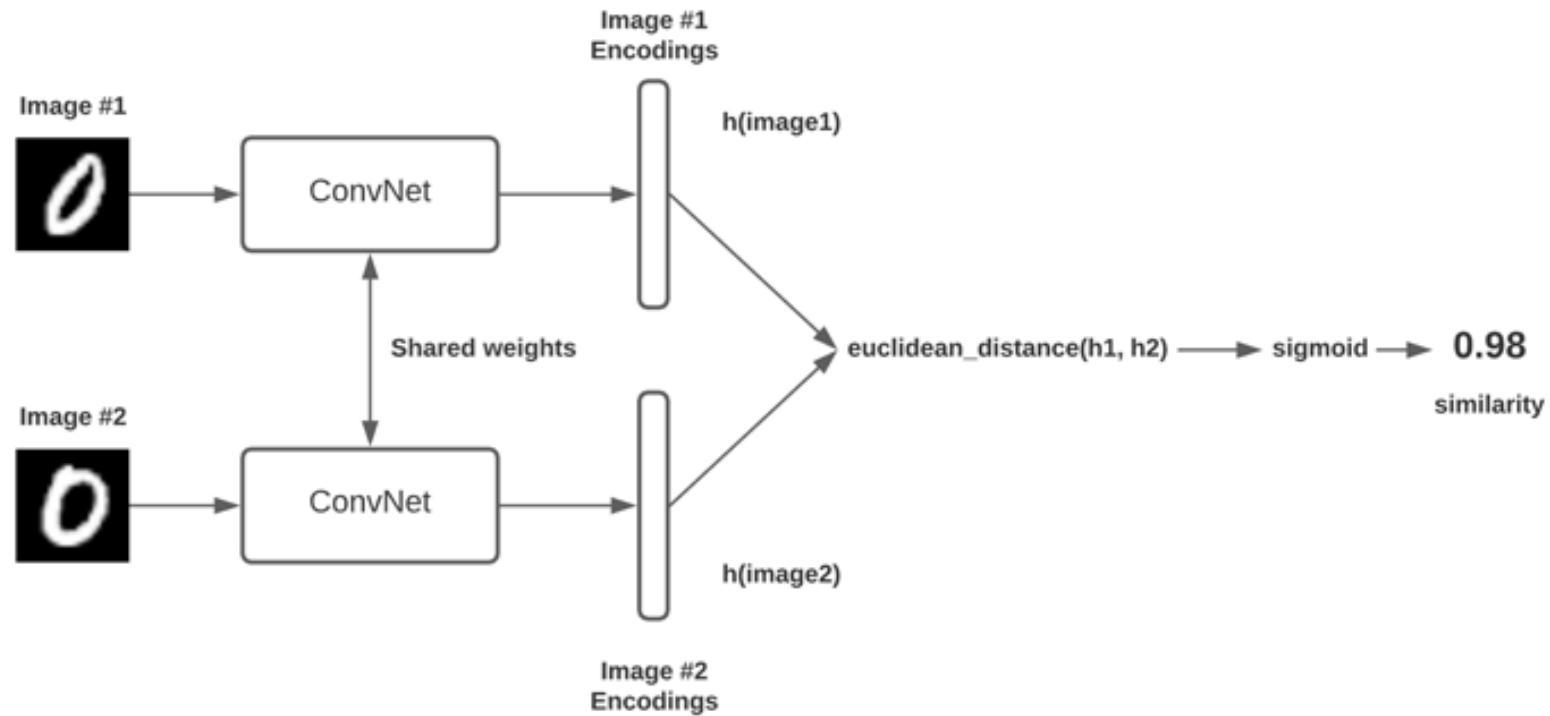 Image #1
Encodings
Image #1
h(image1)
ConvNet
Shared weights
euclidean_distance(h1, h2)
sigmoid
0.98
similarity
Image #2
ConvNet
h(image2)
Image #2
Encodings